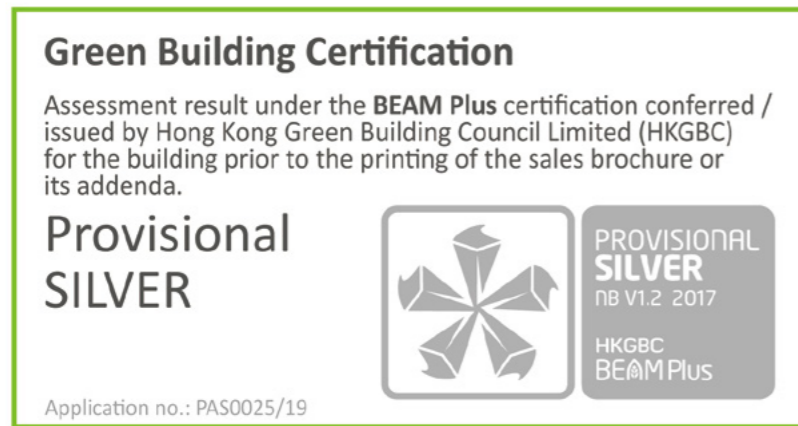 Green Building Certification
Assessment result under the BEAM Plus certification conferred /
issued by Hong Kong Green Building Council Limited (HKGBC)
for the building prior to the printing of the sales brochure or
its addenda.
Provisional
SILVER
PROVISIONAL
SILVER
NB V1.2 2017
HKGBC
BEAM Plus
Application no.: PAS0025/19